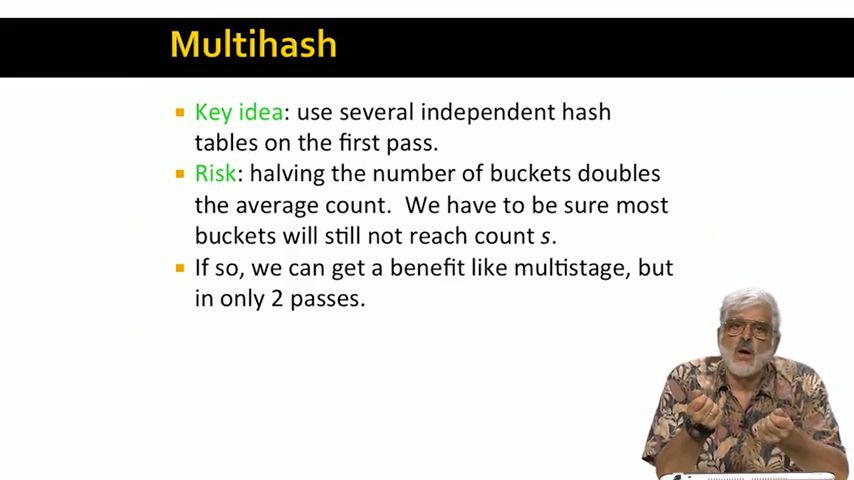 Multihash
Key idea: use several independent hash
tables on the first pass.
Risk: halving the number of buckets doubles
the average count. We have to be sure most
buckets will still not reach count s.
If so, we can get a benefit like multistage, but
in only 2 passes.